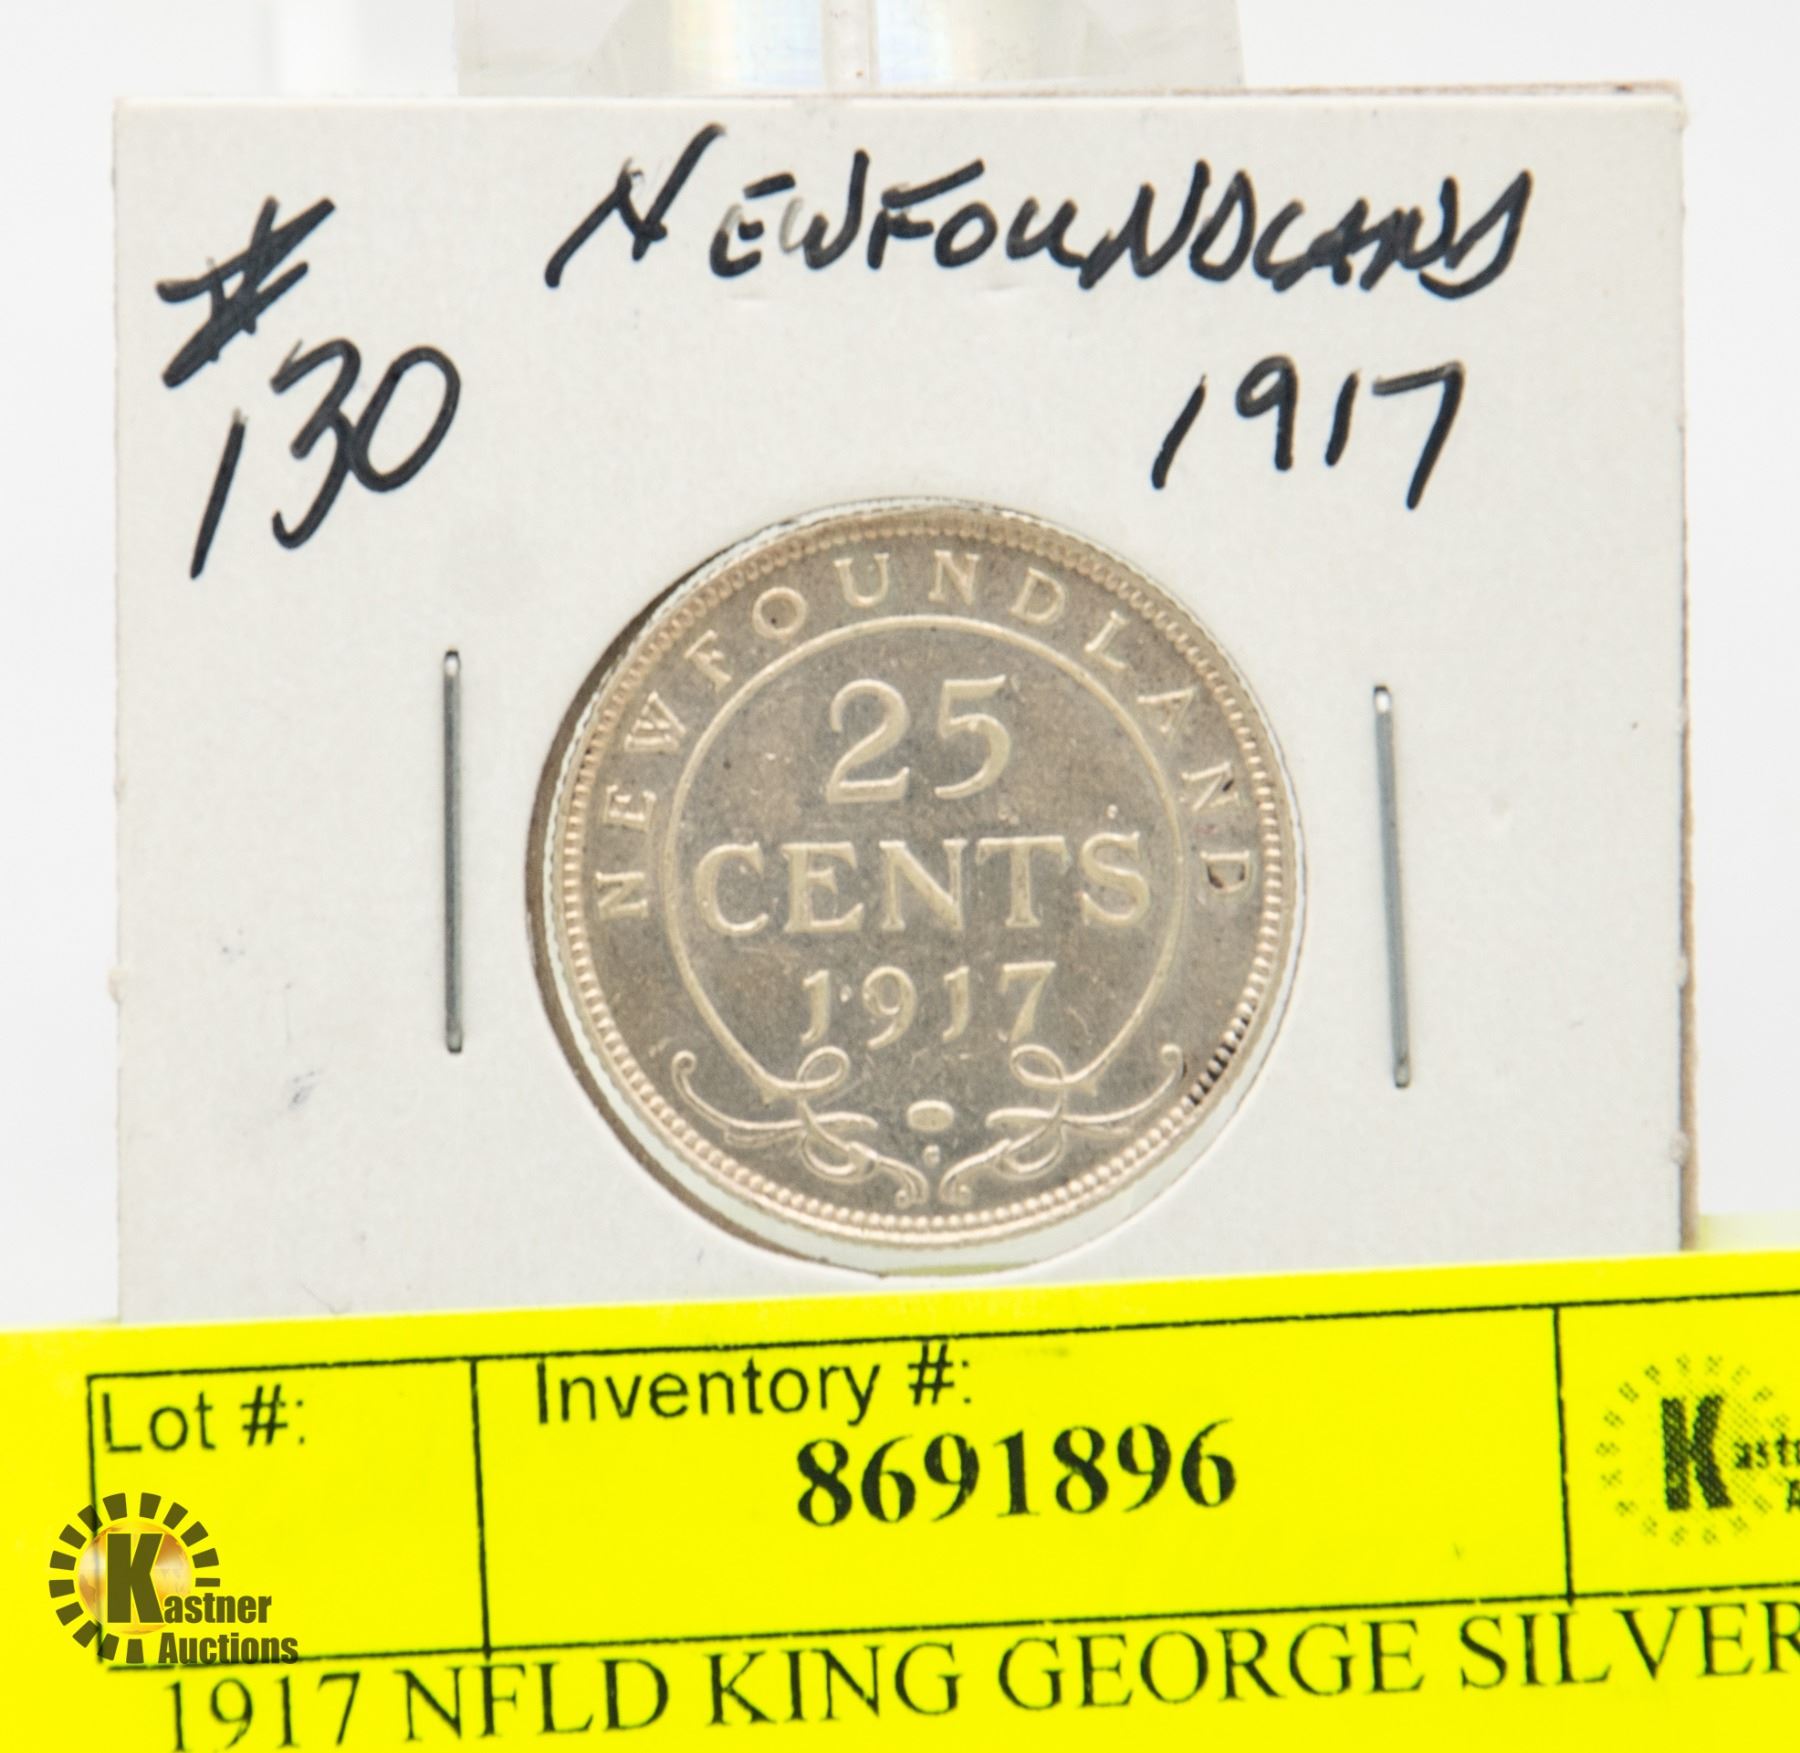 # NEWFOUNDLAND
130 1917
NEWFOUNDLAND
25
CENTS
1917
C
Lot #: Inventory #:
8691896
Kastner
Auctions
1917 NFLD KING GEORGE SILVER